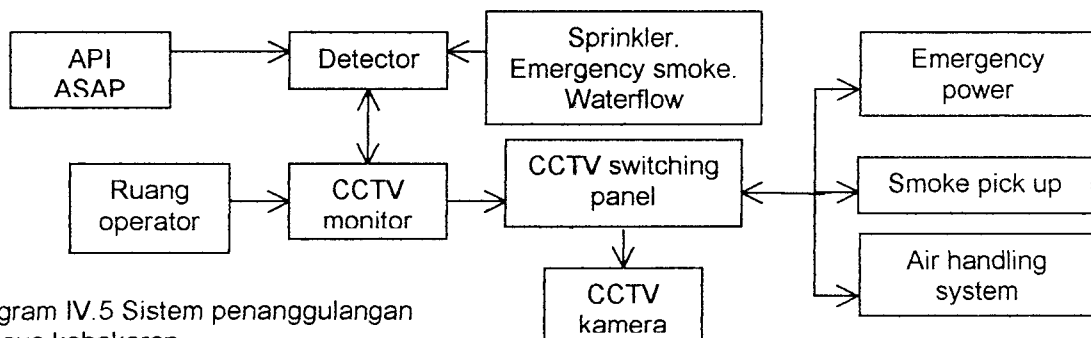 API
ASAP
Detector
Sprinkler.
Emergency smoke.
Waterflow
Emergency
power
Ruang
operator
CCTV
monitor
CCTV switching
panel
Smoke pick up
Air handling
system
CCTV
kamera
gram IV.5 Sistem penanggulangan
kebakaran